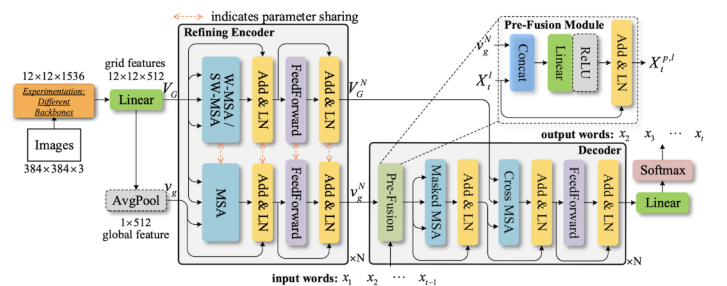 indicates parameter sharing
Refining Encoder
Pre-Fusion Module
12×12×1536
grid features
12×12×512
Experimentation:
Different
Backbones
Linear
Images
384×384×3
AvgPool
1×512
global feature
V_G
v_g
W-MSA /
SW-MSA
Add & LN
FeedForward
Add & LN
V_G^N
MSA
Add & LN
FeedForward
Add & LN
v_g^N
×N
v_g^N
X_t^l
Concat
Linear
ReLU
Add & LN
X_t^{p,l}
output words: x_2 x_3 ⋯ x_t
Decoder
Pre-Fusion
Masked MSA
Add & LN
Cross MSA
Add & LN
FeedForward
Add & LN
Softmax
Linear
×N
input words: x_1 x_2 ⋯ x_{t-1}